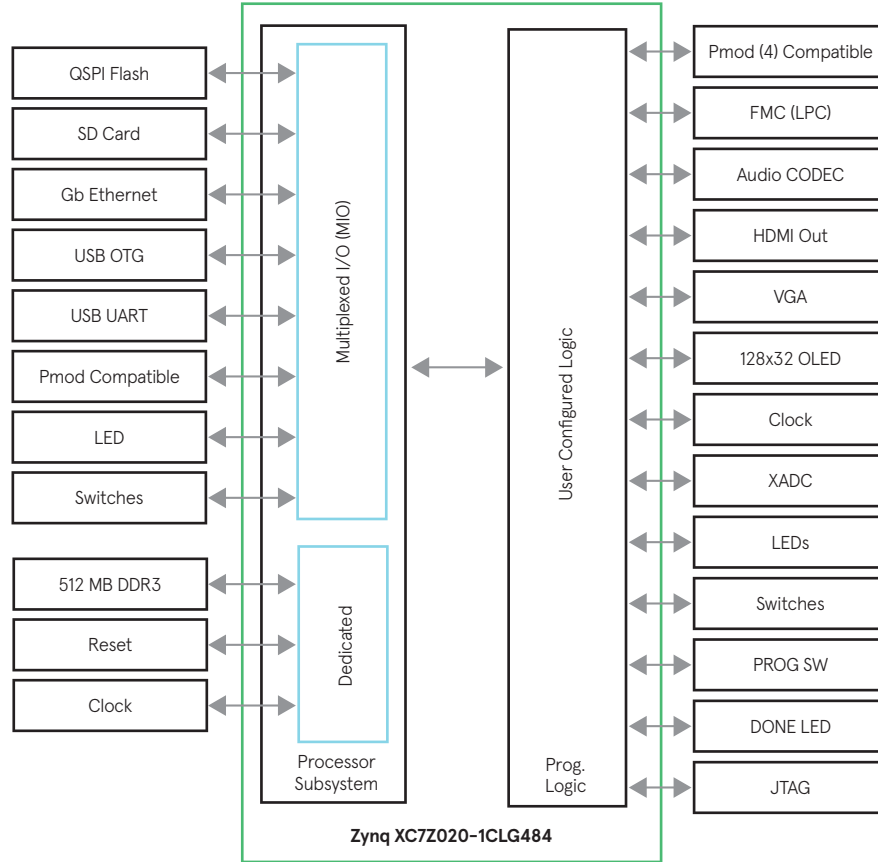 QSPI Flash
SD Card
Gb Ethernet
USB OTG
USB UART
Pmod Compatible
LED
Switches
512 MB DDR3
Reset
Clock
Multiplexed I/O (MIO)
Dedicated
Processor
Subsystem
User Configured Logic
Prog.
Logic
Zynq XC7Z020-1CLG484
Pmod (4) Compatible
FMC (LPC)
Audio CODEC
HDMI Out
VGA
128x32 OLED
Clock
XADC
LEDs
Switches
PROG SW
DONE LED
JTAG